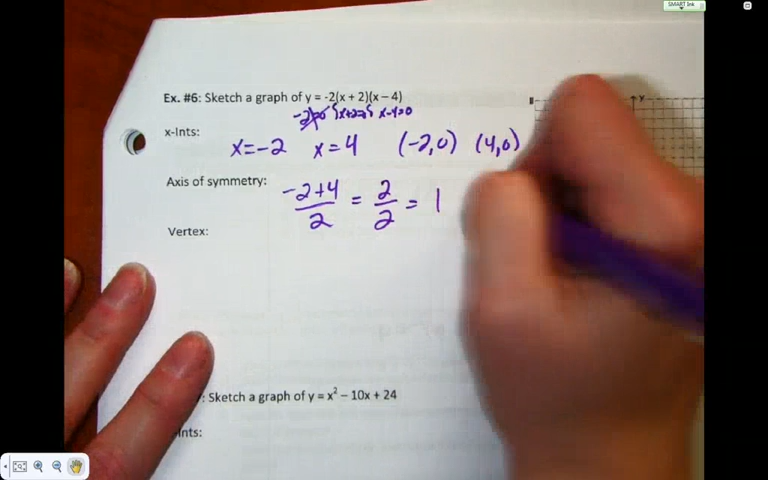 SMART Ink
Ex. #6: Sketch a graph of y = -2(x + 2)(x – 4)
x+2=0 x-4=0
x-Ints: x=-2 x=4 (-2,0) (4,0)
Axis of symmetry: -2+4/2 = 2/2 = 1
Vertex:
: Sketch a graph of y = x² – 10x + 24
nts:
y